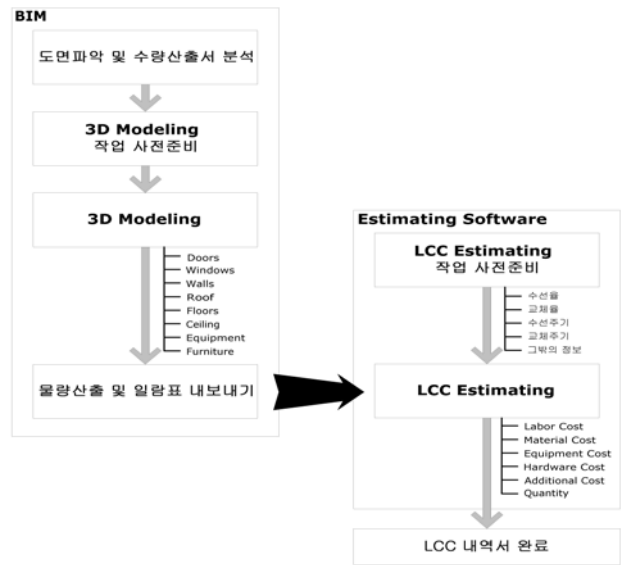 BIM
도면파악 및 수량산출서 분석
3D Modeling
작업 사전준비
3D Modeling
Doors
Windows
Walls
Roof
Floors
Ceiling
Equipment
Furniture
물량산출 및 일람표 내보내기
Estimating Software
LCC Estimating
작업 사전준비
수선율
교체율
수선주기
교체주기
그밖의 정보
LCC Estimating
Labor Cost
Material Cost
Equipment Cost
Hardware Cost
Additional Cost
Quantity
LCC 내역서 완료